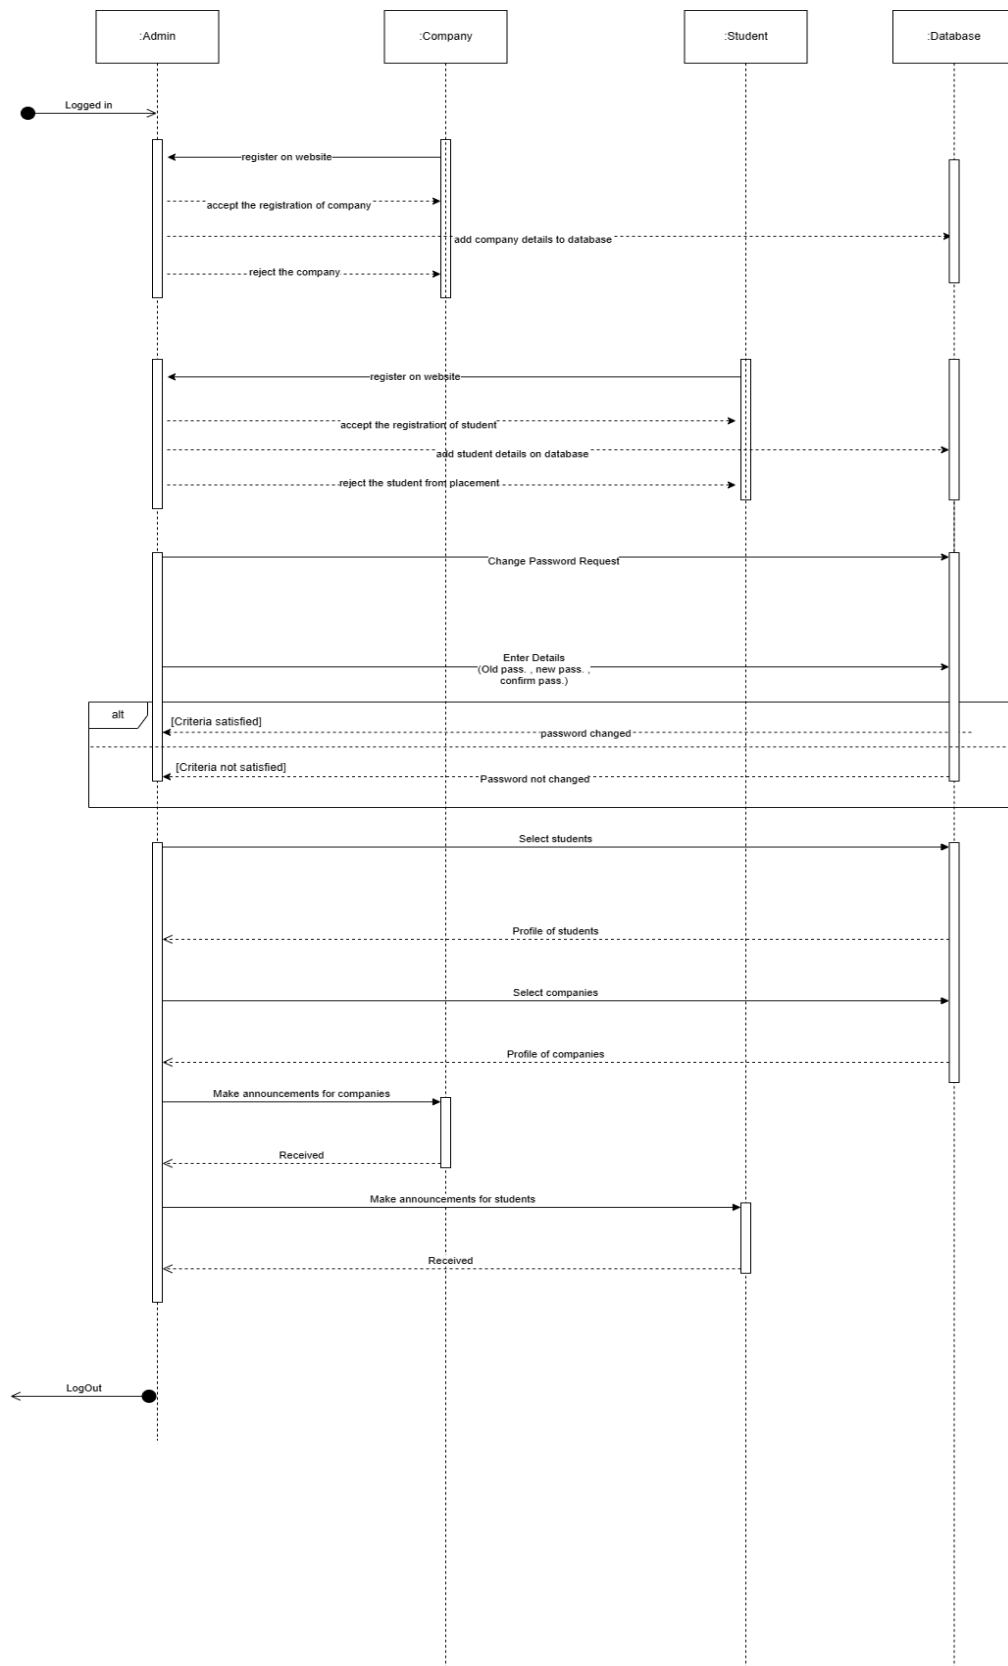 :Admin
:Company
:Student
:Database
Logged in
register on website
accept the registration of company
add company details to database
reject the company
register on website
accept the registration of student
add student details on database
reject the student from placement
Change Password Request
Enter Details
(Old pass. , new pass. ,
confirm pass.)
alt
[Criteria satisfied]
password changed
[Criteria not satisfied]
Password not changed
Select students
Profile of students
Select companies
Profile of companies
Make announcements for companies
Received
Make announcements for students
Received
LogOut